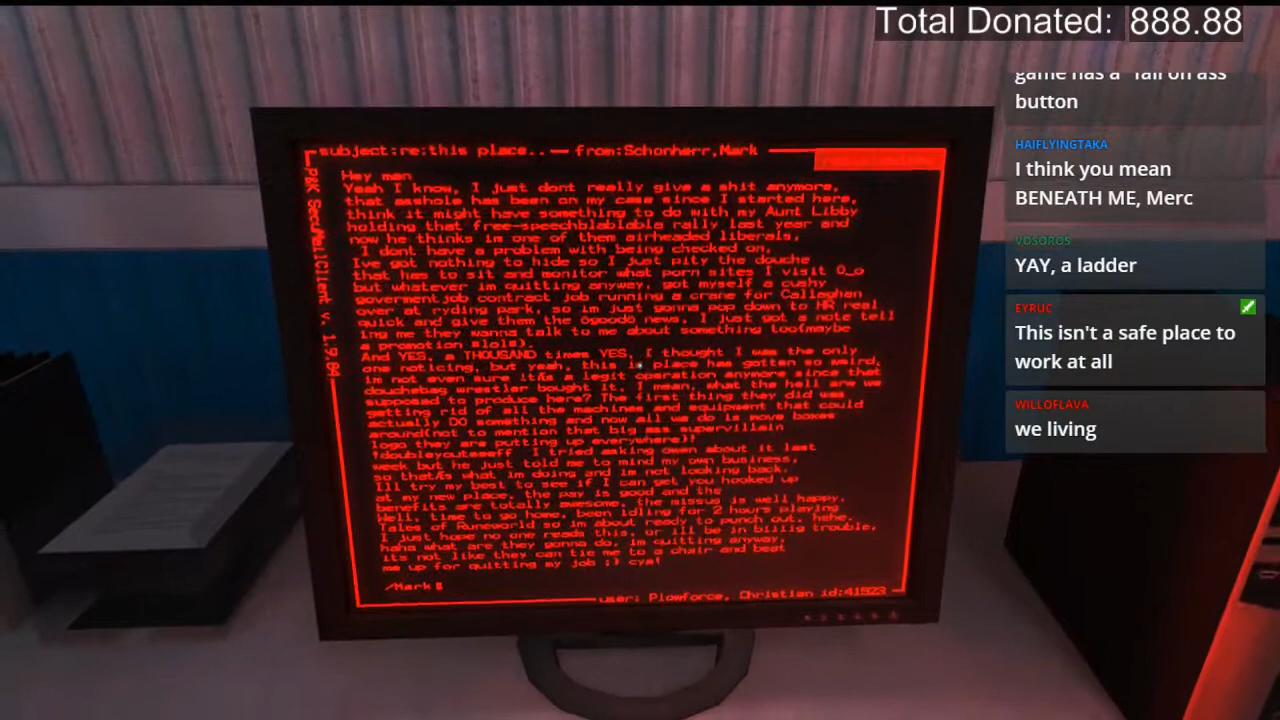 Total Donated: 888.88
game has a "fall on ass
button
HAIFLYINGTAKA
I think you mean
BENEATH ME, Merc
VOSOROS
YAY, a ladder
EYRUC
This isn't a safe place to
work at all
WILLOFLAVA
we living
subject:re:this place.. from:Schonherr,Mark
P&K SecMailClient v. 1.9.84
Hey man
Yeah I know, I just dont really give a shit anymore,
that asshole has been on my case since I started here,
think it might have something to do with my Aunt Libby
holding that free-speechblablabla rally last year and
now he thinks im one of them airheaded liberals,
I dont have a problem with being checked on,
Ive got nothing to hide so I just pity the douche
that has to sit and monitor what porn sites I visit O_o
but whatever im quitting anyway, got myself a cushy
govermentjob contract job running a crane for Callaghan
over at ryding park, so im just gonna pop down to HR real
quick and give them the news, I just got a note tell
ing me they wanna talk to me about something too(maybe
a promotion
And YES, a THOUSAND times YES, I thought I was the only
one noticing, but yeah, this is place has gotten so weird,
im not even sure a legit operation anymore since that
douchebag wrestler bought it. I mean, what the hell are we
supposed to produce here? The first thing they did was
getting rid of all the machines and equipment that could
actually DO something and now all we do is move boxes
around(not to mention that big ass supervillain
logo they are putting up everywhere)!
I tried asking owen about it last
week but he just told me to mind my own business,
so what im doing and im not looking back.
Ill try my best to see if I can get you hooked up
at my new place, the pay is good and the
benefits are totally awesome, the missus is well happy.
Well, time to go home, been idling for 2 hours playing
Tales of Runeworld so im about ready to punch out, hehe.
I just hope no one reads this, or ill be in trouble,
haha what are they gonna do, im quitting anyway,
its not like they can tie me to a chair and beat
me up for quitting my job ;) cya!
/Mark
user: Plowforce, Christian id:41523